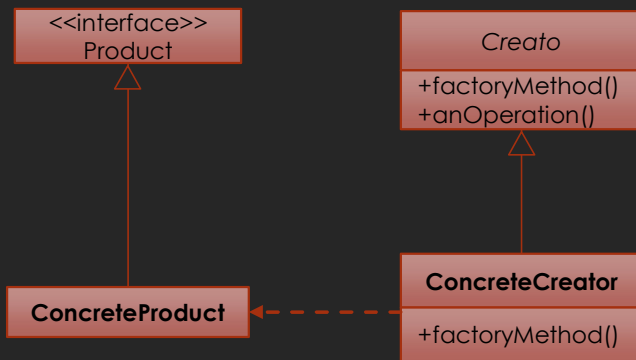 <<interface>>
Product
Creato
+factoryMethod()
+anOperation()
ConcreteCreator
+factoryMethod()
ConcreteProduct